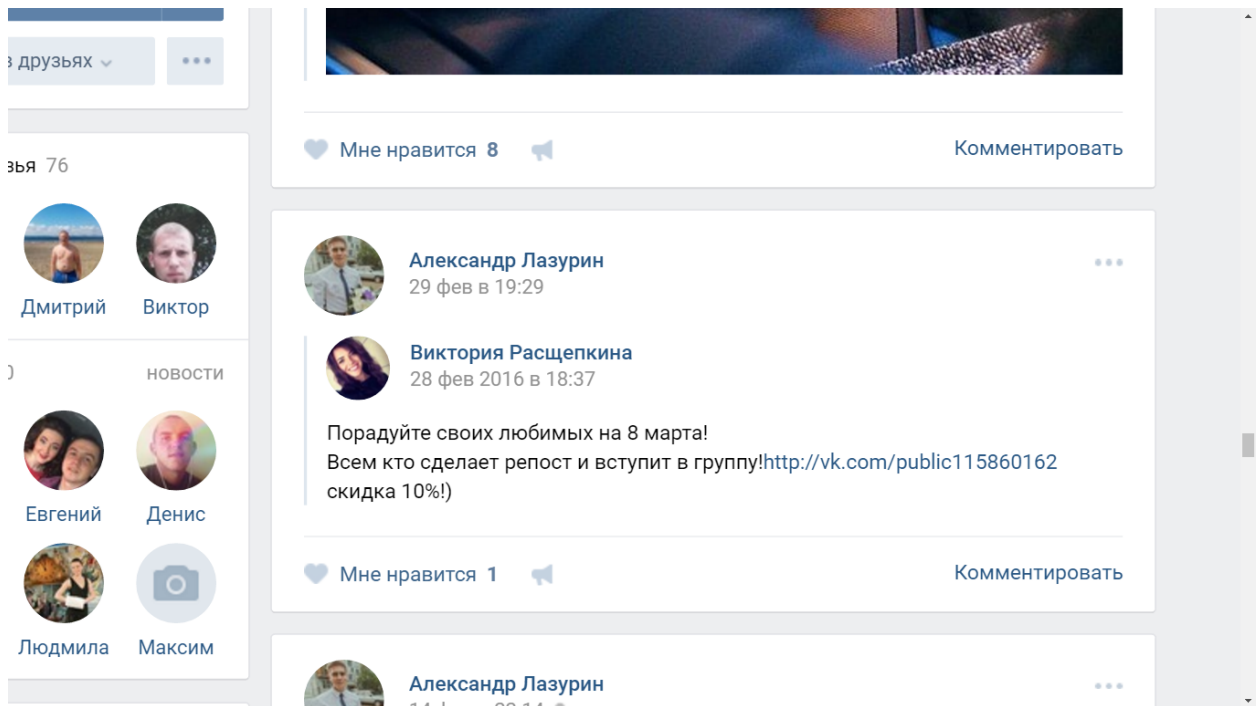 в друзьях
Мне нравится 8
Комментировать
76
Дмитрий
Виктор
новости
Евгений
Денис
Людмила
Максим
Александр Лазурин
29 фев в 19:29
Виктория Расщепкина
28 фев 2016 в 18:37
Порадуйте своих любимых на 8 марта!
Всем кто сделает репост и вступит в группу!http://vk.com/public115860162
скидка 10%!)
Мне нравится 1
Комментировать
Александр Лазурин